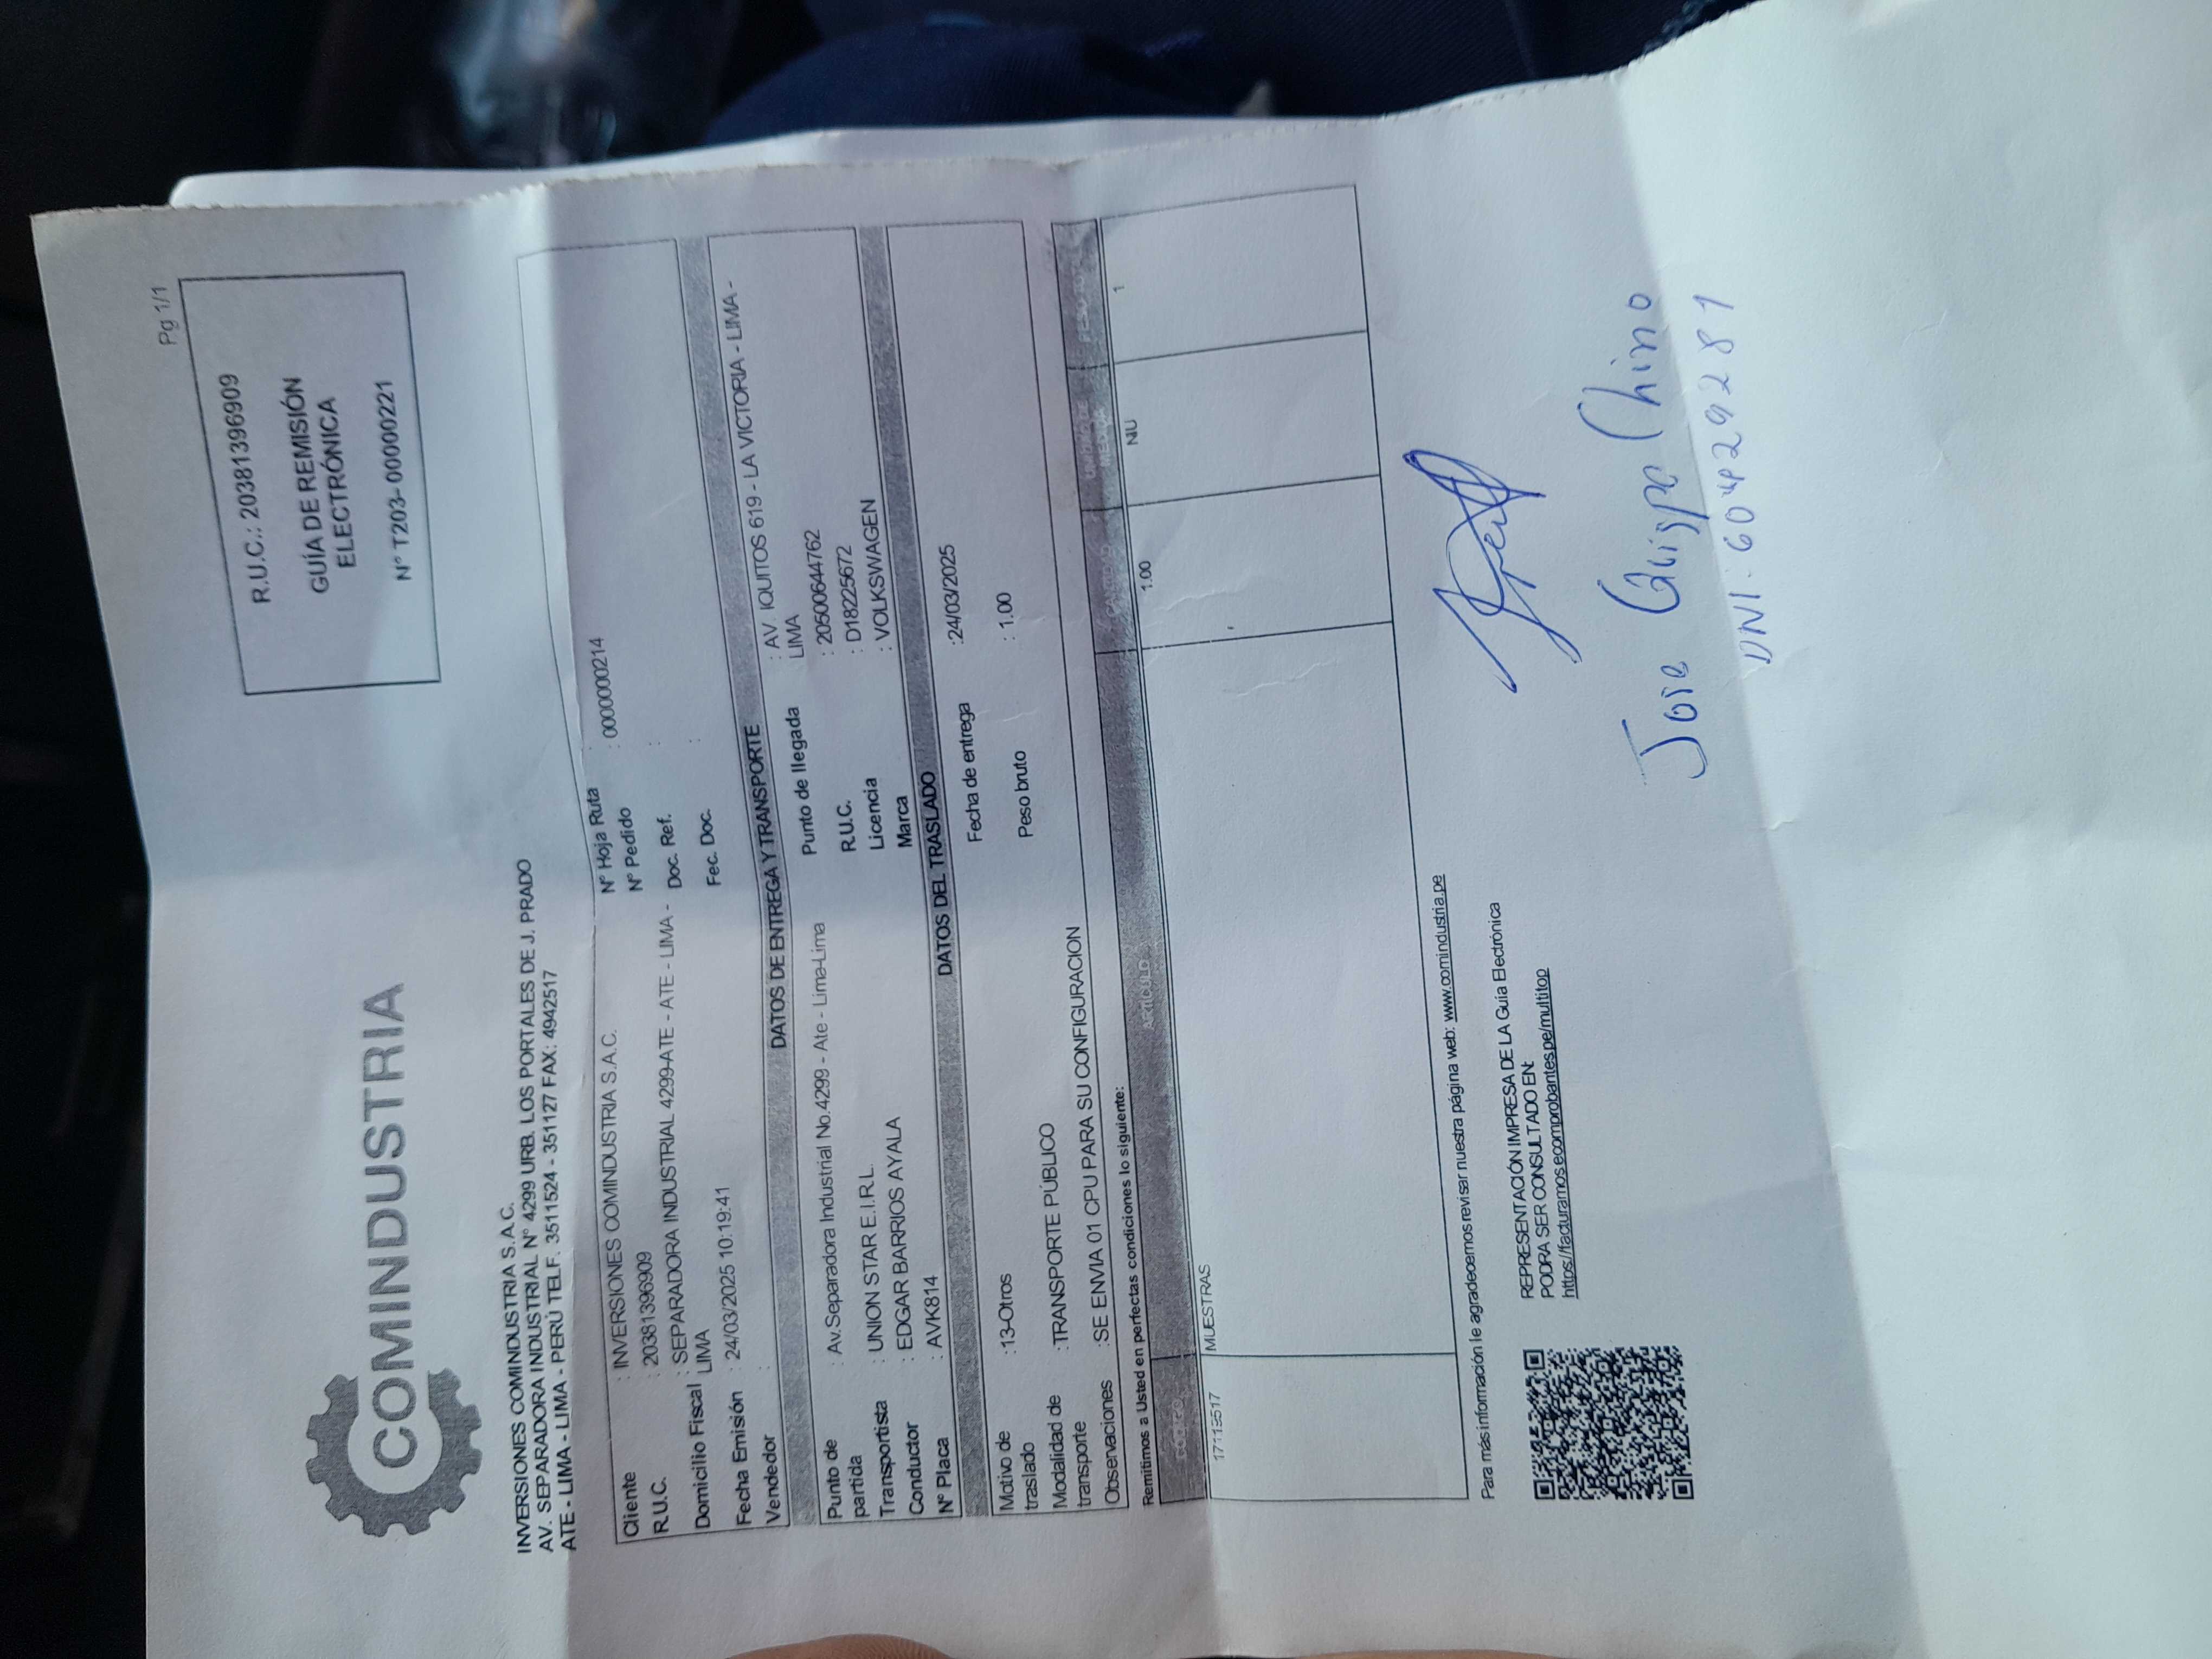 Pg 1/1
COMINDUSTRIA
R.U.C.: 20381396909
GUÍA DE REMISIÓN
ELECTRÓNICA
N° T203- 00000221
INVERSIONES COMINDUSTRIA S.A.C.
AV. SEPARADORA INDUSTRIAL N° 4299 URB. LOS PORTALES DE J. PRADO
ATE - LIMA - LIMA - PERÚ TELF. 3511524 - 351127 FAX: 4942517
Cliente : INVERSIONES COMINDUSTRIA S.A.C. N° Hoja Ruta : 0000000214
R.U.C. : 20381396909 N° Pedido
Domicilio Fiscal : SEPARADORA INDUSTRIAL 4299-ATE - ATE - LIMA - Doc. Ref. :
LIMA
Fecha Emisión : 24/03/2025 10:19:41 Fec. Doc. :
Vendedor :
DATOS DE ENTREGA Y TRANSPORTE
Punto de : Av.Separadora Industrial No.4299 - Ate - Lima-Lima Punto de llegada : AV. IQUITOS 619 - LA VICTORIA - LIMA -
partida LIMA
Transportista : UNION STAR E.I.R.L. R.U.C. : 20500644762
Conductor : EDGAR BARRIOS AYALA Licencia : D18225672
N° Placa : AVK814 Marca : VOLKSWAGEN
DATOS DEL TRASLADO
Motivo de :13-Otros Fecha de entrega :24/03/2025
traslado
Modalidad de :TRANSPORTE PÚBLICO Peso bruto : 1.00
transporte
Observaciones :SE ENVIA 01 CPU PARA SU CONFIGURACION
Remitimos a Usted en perfectas condiciones lo siguiente:
CODIGO ARTÍCULO CANTIDAD UNIDAD DE MEDIDA
MUESTRAS 1.00 NU 1
Para más información le agradecemos revisar nuestra página web: www.comindustria.pe
REPRESENTACIÓN IMPRESA DE LA Guía Electrónica
PODRA SER CONSULTADO EN:
https://facturamos.ecomprobantes.pe/multitop
Jose Quispe Chino
DNI: 60429281